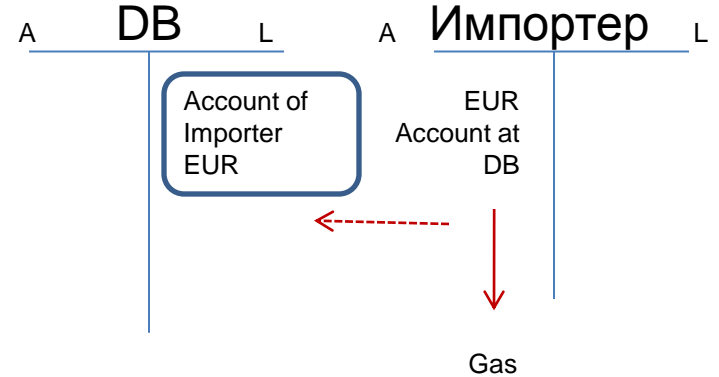 A DB L
A Импортер L
Account of
Importer
EUR
EUR
Account at
DB
Gas